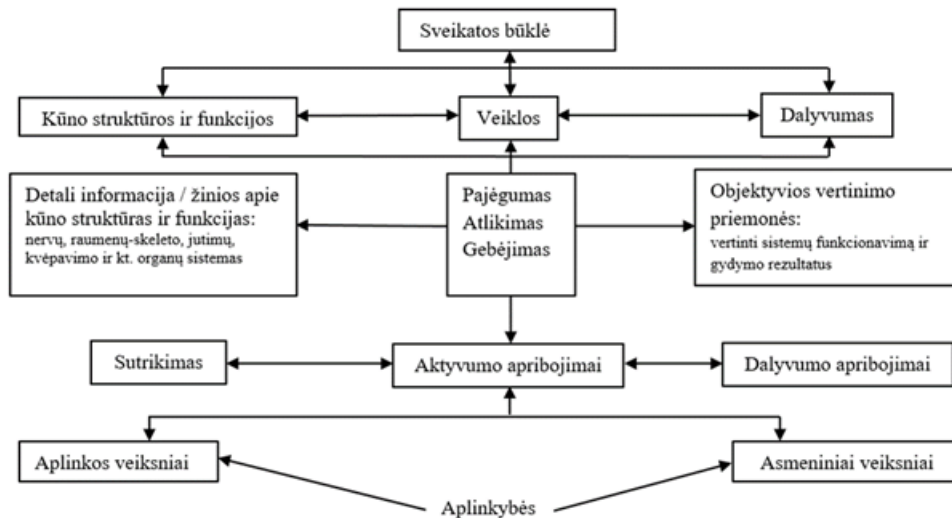 Sveikatos būklė
Kūno struktūros ir funkcijos
Veiklos
Dalyvumas
Detali informacija / žinios apie
kūno struktūras ir funkcijas:
nervų, raumenų-skeleto, jutimų,
kvėpavimo ir kt. organų sistemas
Pajėgumas
Atlikimas
Gebėjimas
Objektyvios vertinimo
priemonės:
vertinti sistemų funkcionavimą ir
gydymo rezultatus
Sutrikimas
Aktyvumo apribojimai
Dalyvumo apribojimai
Aplinkos veiksniai
Asmeniniai veiksniai
Aplinkybės